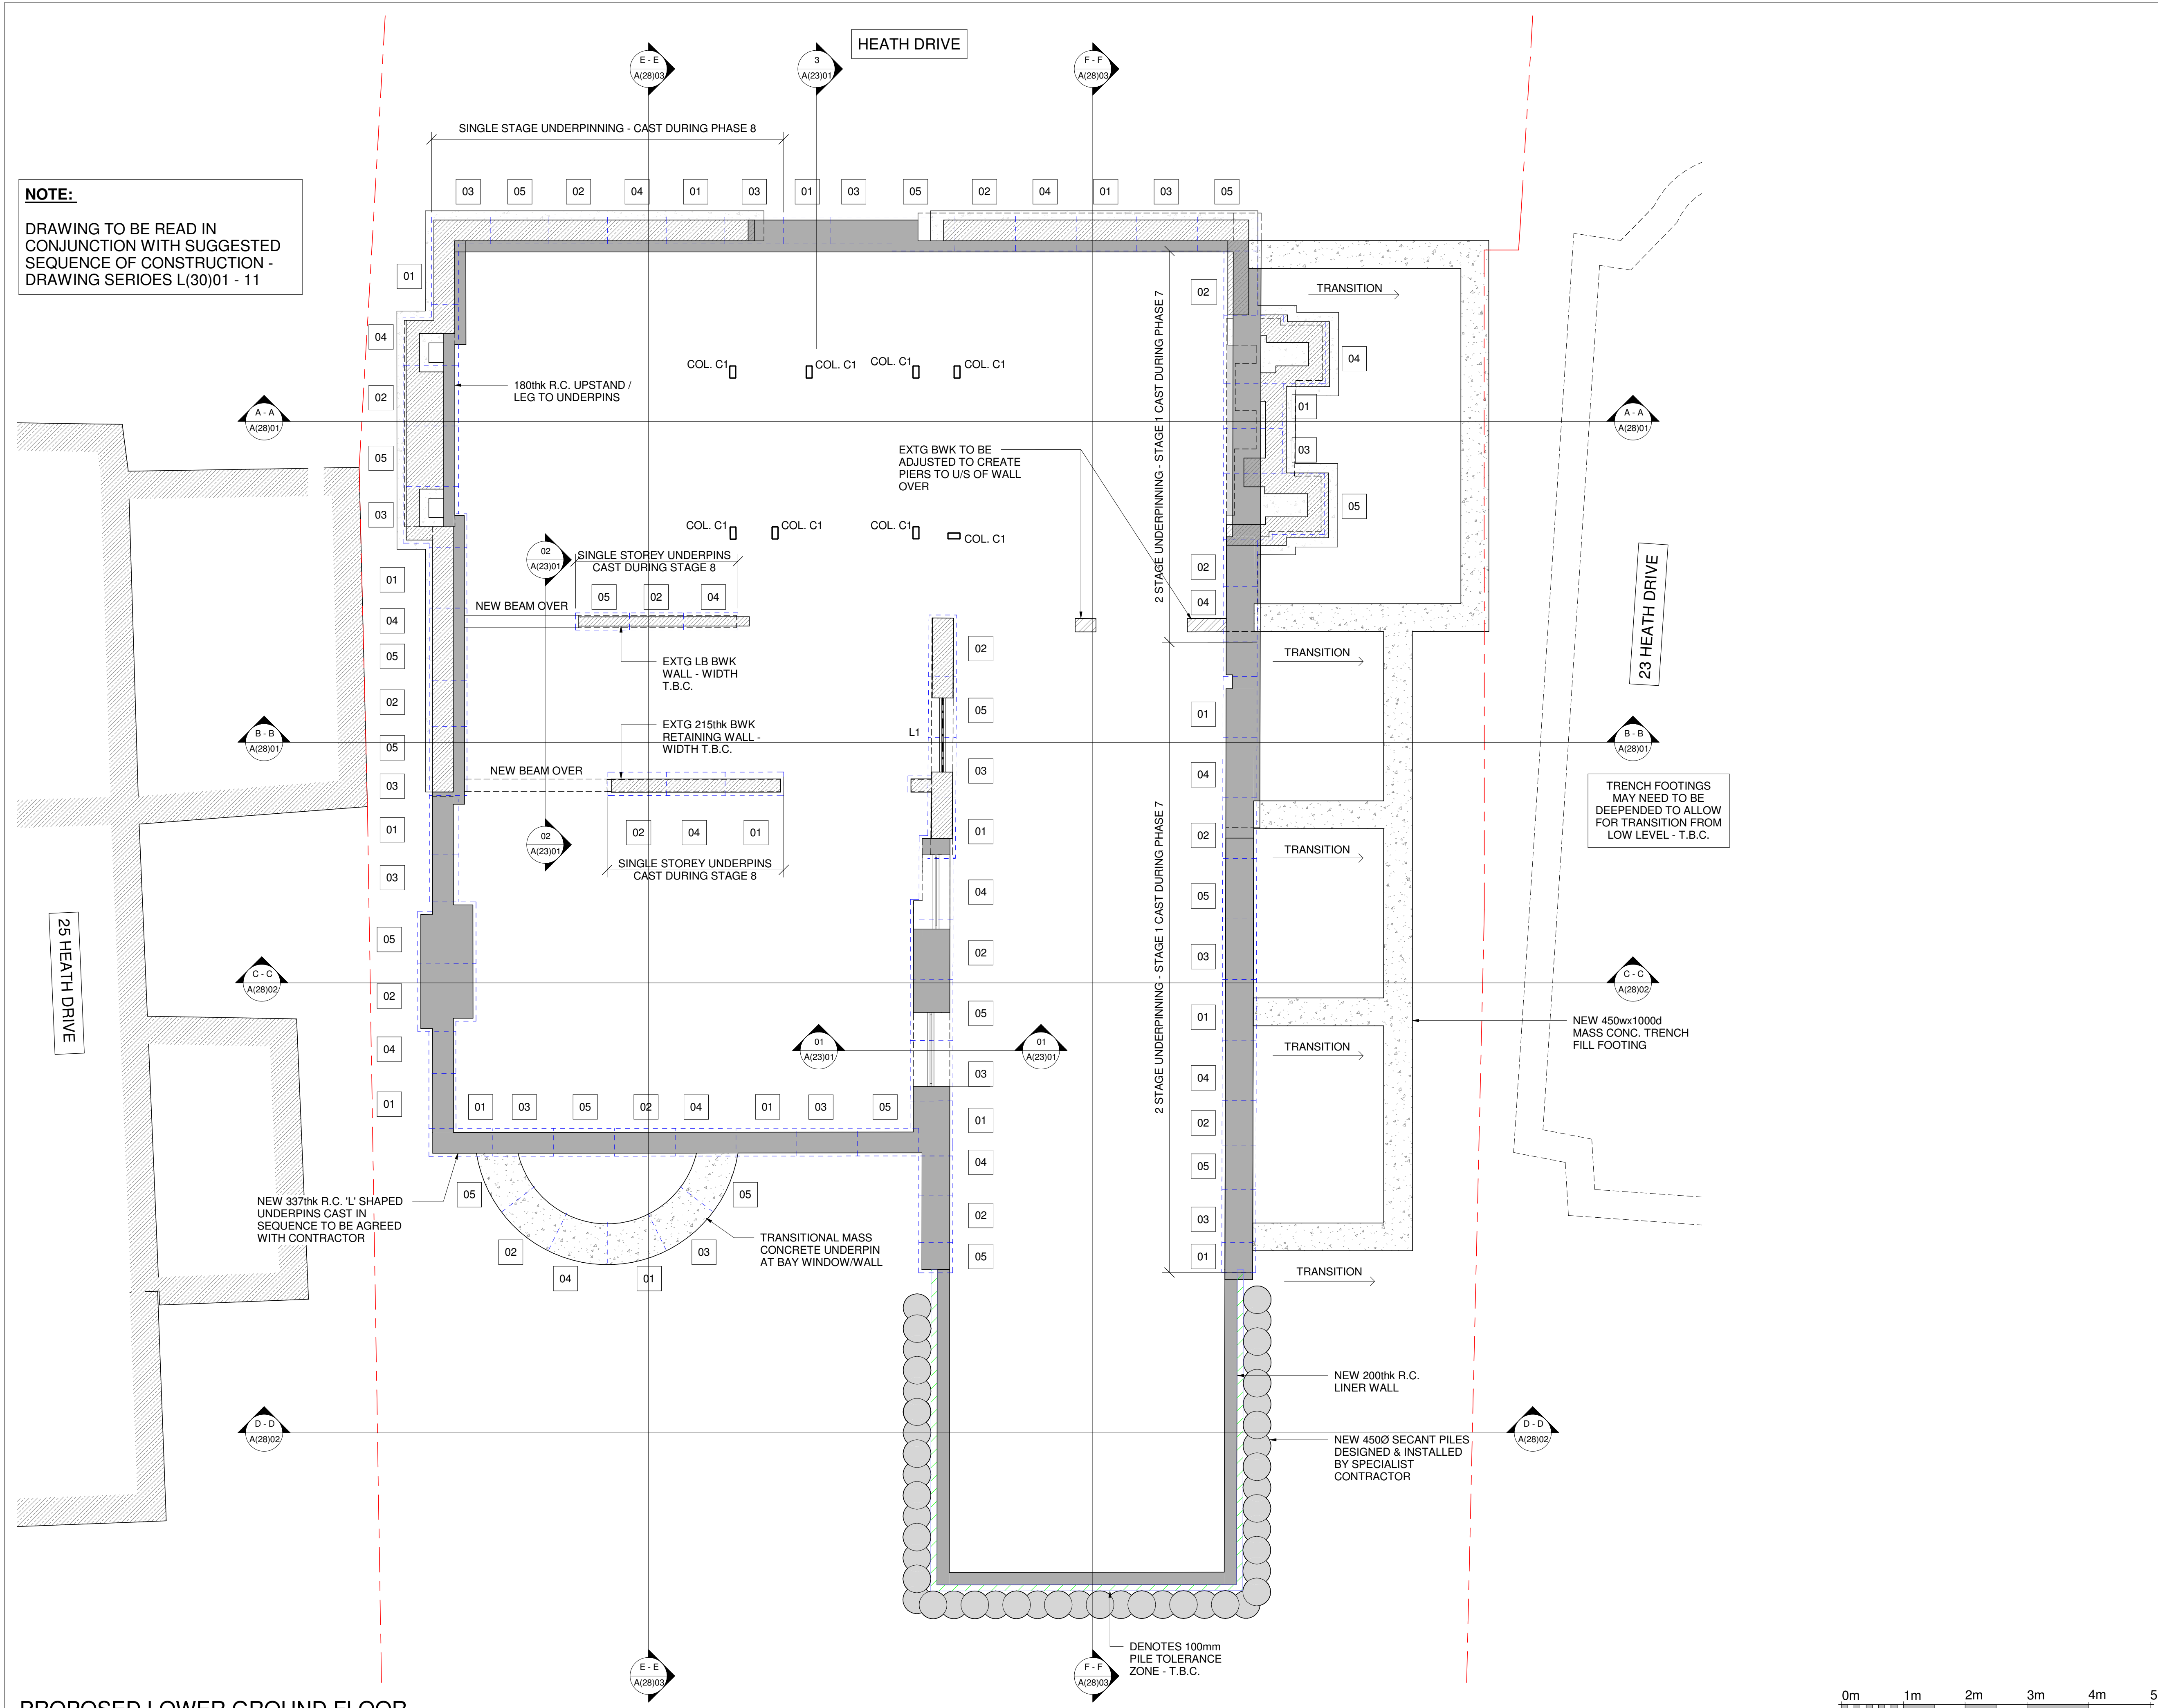 HEATH DRIVE
E - E
A(28)03
3
A(23)01
F - F
A(28)03
SINGLE STAGE UNDERPINNING - CAST DURING PHASE 8
NOTE:
DRAWING TO BE READ IN
CONJUNCTION WITH SUGGESTED
SEQUENCE OF CONSTRUCTION -
DRAWING SERIOES L(30)01 - 11
03 05 02 04 01 03 01 03 05 02 04 01 03 05
01
04
02
05
03
01
04
05
02
05
03
01
03
05
02
04
01
TRANSITION
02
04
01
03
05
02
04
COL. C1
COL. C1
COL. C1
COL. C1
180thk R.C. UPSTAND /
LEG TO UNDERPINS
A - A
A(28)01
A - A
A(28)01
EXTG BWK TO BE
ADJUSTED TO CREATE
PIERS TO U/S OF WALL
OVER
2 STAGE UNDERPINNING - STAGE 1 CAST DURING PHASE 7
COL. C1
COL. C1
COL. C1
COL. C1
02
A(23)01
SINGLE STOREY UNDERPINS
CAST DURING STAGE 8
05 02 04
NEW BEAM OVER
23 HEATH DRIVE
EXTG LB BWK
WALL - WIDTH
T.B.C.
TRANSITION
02
05
03
01
04
02
05
03
01
04
02
05
EXTG 215thk BWK
RETAINING WALL -
WIDTH T.B.C.
L1
B - B
A(28)01
B - B
A(28)01
NEW BEAM OVER
TRENCH FOOTINGS
MAY NEED TO BE
DEEPENDED TO ALLOW
FOR TRANSITION FROM
LOW LEVEL - T.B.C.
02
A(23)01
02 04 01
SINGLE STOREY UNDERPINS
CAST DURING STAGE 8
2 STAGE UNDERPINNING - STAGE 1 CAST DURING PHASE 7
01
04
02
05
03
01
04
02
05
03
01
TRANSITION
25 HEATH DRIVE
C - C
A(28)02
C - C
A(28)02
NEW 450wx1000d
MASS CONC. TRENCH
FILL FOOTING
01
A(23)01
01
A(23)01
TRANSITION
01 03 05 02 04 01 03 05
NEW 337thk R.C. 'L' SHAPED
UNDERPINS CAST IN
SEQUENCE TO BE AGREED
WITH CONTRACTOR
05
02
04
01
03
05
TRANSITIONAL MASS
CONCRETE UNDERPIN
AT BAY WINDOW/WALL
TRANSITION
NEW 200thk R.C.
LINER WALL
D - D
A(28)02
D - D
A(28)02
NEW 450Ø SECANT PILES
DESIGNED & INSTALLED
BY SPECIALIST
CONTRACTOR
DENOTES 100mm
PILE TOLERANCE
ZONE - T.B.C.
E - E
A(28)03
F - F
A(28)03
PROPOSED LOWER GROUND FLOOR
0m 1m 2m 3m 4m 5